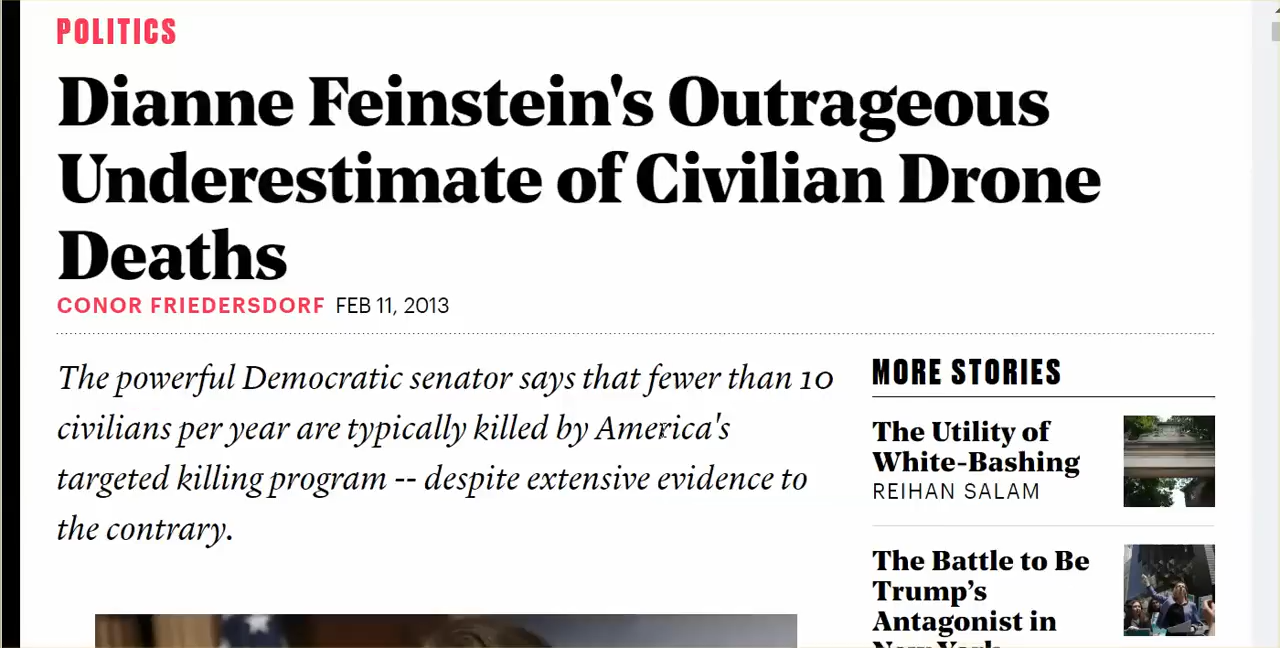 POLITICS
Dianne Feinstein's Outrageous
Underestimate of Civilian Drone
Deaths
CONOR FRIEDERSDORF FEB 11, 2013
The powerful Democratic senator says that fewer than 10
civilians per year are typically killed by America's
targeted killing program -- despite extensive evidence to
the contrary.
MORE STORIES
The Utility of
White-Bashing
REIHAN SALAM
The Battle to Be
Trump’s
Antagonist in
New York